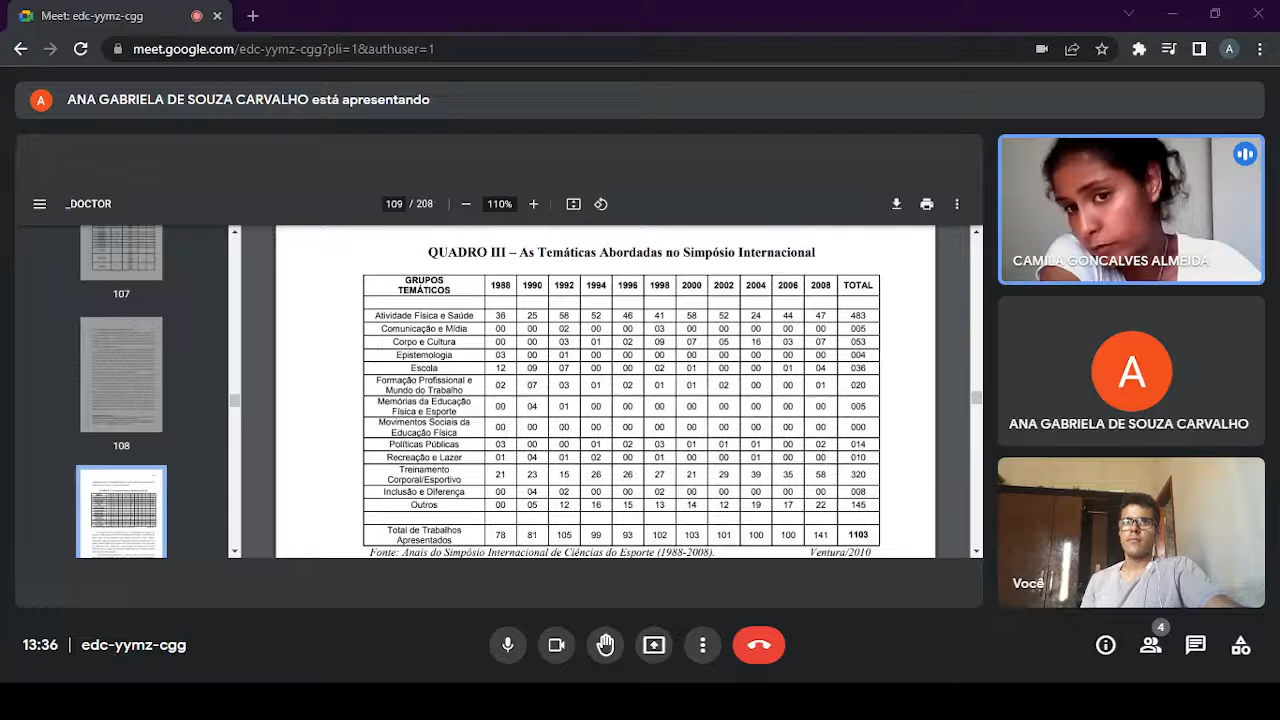 Meet: edc-yymz-cgg
meet.google.com/edc-yymz-cgg?pli=1&authuser=1
A
A
ANA GABRIELA DE SOUZA CARVALHO está apresentando
_DOCTOR
109 / 208
110%
107
108
QUADRO III – As Temáticas Abordadas no Simpósio Internacional
GRUPOS TEMÁTICOS 1988 1990 1992 1994 1996 1998 2000 2002 2004 2006 2008 TOTAL
Atividade Física e Saúde 36 25 58 52 46 41 58 52 24 44 47 483
Comunicação e Mídia 00 00 02 00 00 03 00 00 00 00 00 005
Corpo e Cultura 00 00 03 01 02 09 07 05 16 03 07 053
Epistemologia 03 00 01 00 00 00 00 00 00 00 00 004
Escola 12 09 07 00 00 02 01 00 00 01 04 036
Formação Profissional e Mundo do Trabalho 02 07 03 01 02 01 01 02 00 00 01 020
Memórias da Educação Física e Esporte 00 04 01 00 00 00 00 00 00 00 00 005
Movimentos Sociais da Educação Física 00 00 00 00 00 00 00 00 00 00 00 000
Políticas Públicas 03 00 00 01 02 03 01 01 01 00 02 014
Recreação e Lazer 01 04 01 02 00 01 00 00 01 00 00 010
Treinamento Corporal/Esportivo 21 23 15 26 26 27 21 29 39 35 58 320
Inclusão e Diferença 00 04 02 00 00 02 00 00 00 00 00 008
Outros 00 05 12 16 15 13 14 12 19 17 22 145
Total de Trabalhos Apresentados 78 81 105 99 93 102 103 101 100 100 141 1103
Fonte: Anais do Simpósio Internacional de Ciências do Esporte (1988-2008). Ventura/2010
CAMILA GONCALVES ALMEIDA
A
ANA GABRIELA DE SOUZA CARVALHO
Você
13:36 | edc-yymz-cgg
4